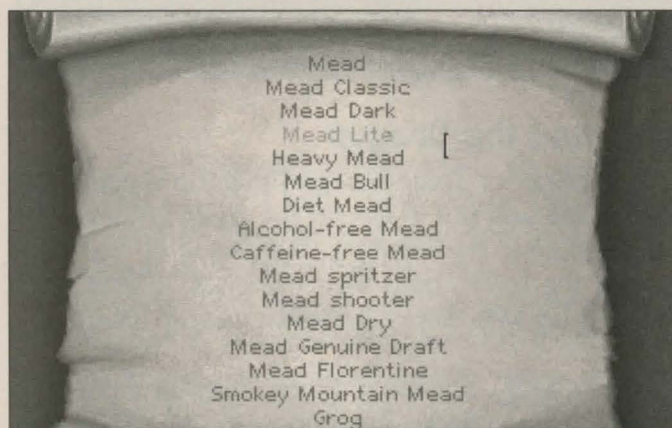 Mead
Mead Classic
Mead Dark
Mead Lite
Heavy Mead
Mead Bull
Diet Mead
Alcohol-free Mead
Caffeine-free Mead
Mead spritzer
Mead shooter
Mead Dry
Mead Genuine Draft
Mead Florentine
Smokey Mountain Mead
Grog